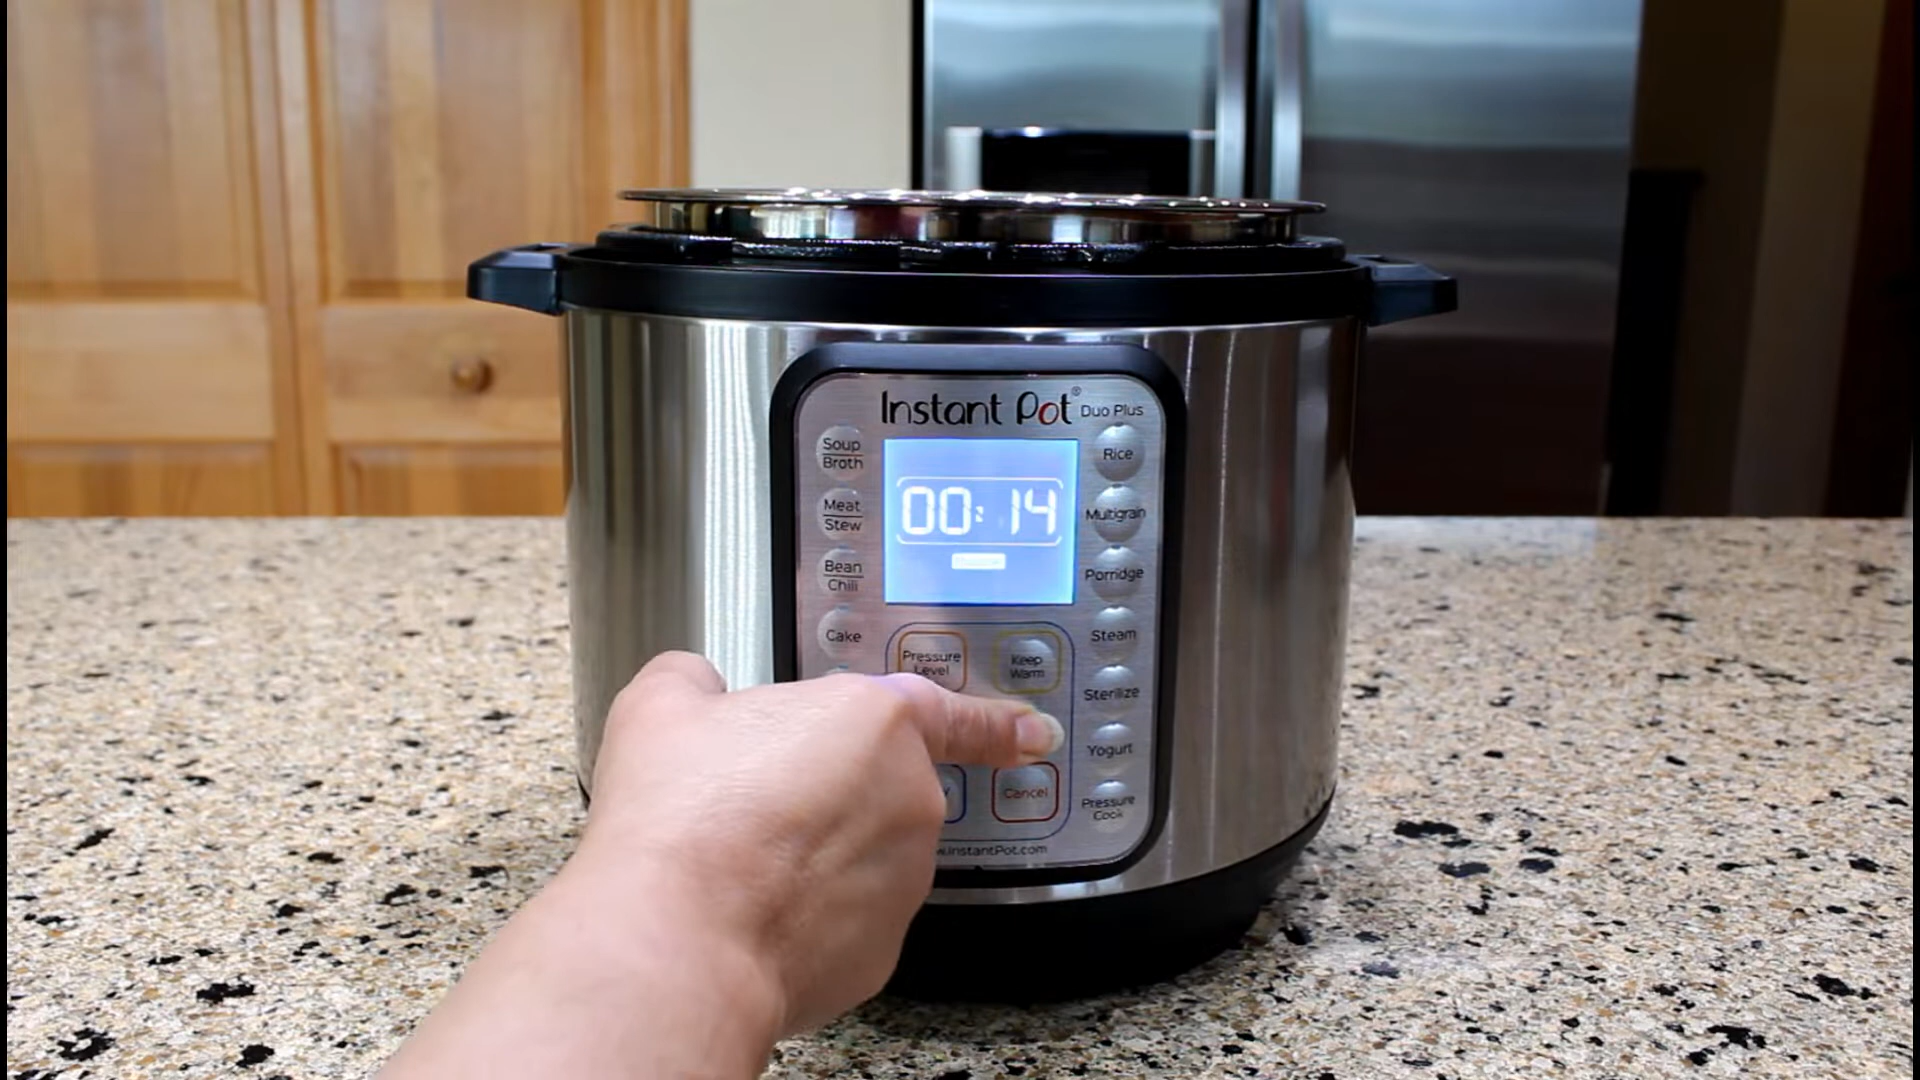 Instant Pot® Duo Plus
Soup
Broth
Rice
00:14
Meat
Stew
Multigrain
Bean
Chili
Porridge
Cake
Pressure
Level
Keep
Warm
Steam
Sterilize
Yogurt
Cancel
Pressure
Cook
w.InstantPot.com